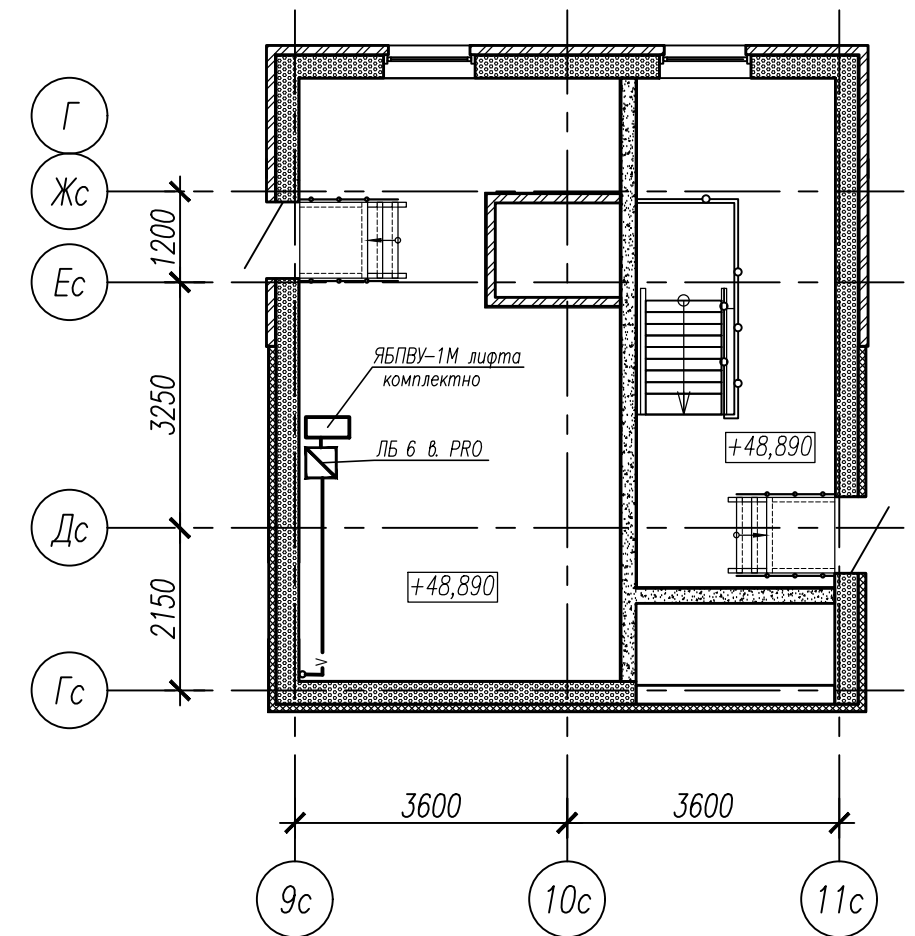 Г
Жс
1200
Ес
ЯБПВУ-1М лифта
комплектно
3250
+48,890
ЛБ 6 в. PRO
Дс
+48,890
2150
V
Гс
3600
3600
9с
10с
11с